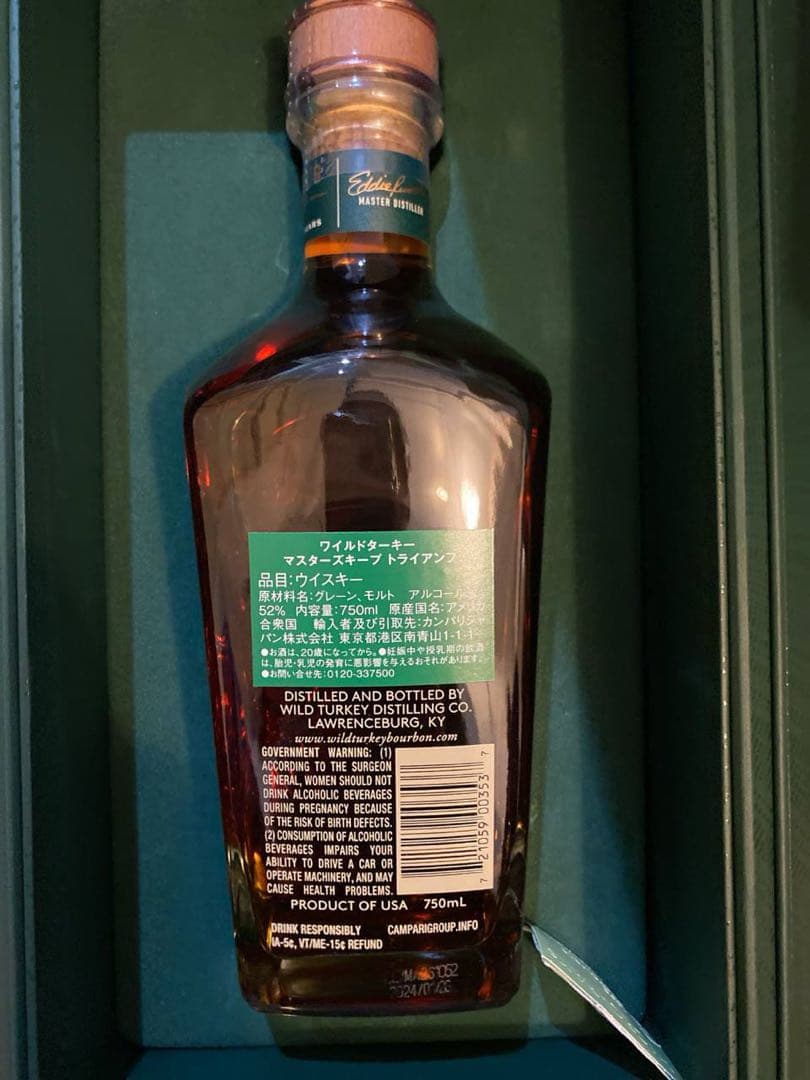 Eddie
MASTER DISTILLER
ワイルドターキー
マスターズキープ トライアンフ
品目:ウイスキー
原材料名:グレーン、モルト アルコール分
52% 内容量:750ml 原産国名:アメリカ
合衆国 輸入者及び引取先:カンパリジャ
パン株式会社 東京都港区南青山1-1-1
●お酒は、20歳になってから。●妊娠中や授乳期の飲酒
は、胎児・乳児の発育に悪影響を与えるおそれがあります。
●お問い合せ先:0120-337500
DISTILLED AND BOTTLED BY
WILD TURKEY DISTILLING CO.
LAWRENCEBURG, KY
www.wildturkeybourbon.com
GOVERNMENT WARNING: (1)
ACCORDING TO THE SURGEON
GENERAL, WOMEN SHOULD NOT
DRINK ALCOHOLIC BEVERAGES
DURING PREGNANCY BECAUSE
OF THE RISK OF BIRTH DEFECTS.
(2) CONSUMPTION OF ALCOHOLIC
BEVERAGES IMPAIRS YOUR
ABILITY TO DRIVE A CAR OR
OPERATE MACHINERY, AND MAY
CAUSE HEALTH PROBLEMS.
7 21059 00353 7
PRODUCT OF USA 750mL
DRINK RESPONSIBLY CAMPARIGROUP.INFO
IA-5¢, VT/ME-15¢ REFUND